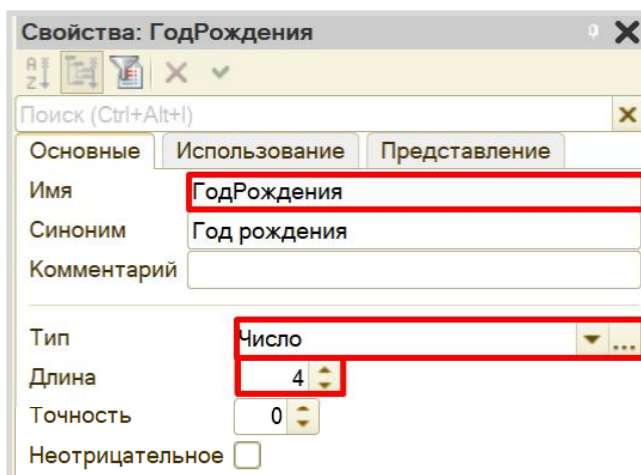 Свойства: ГодРождения
Поиск (Ctrl+Alt+I)
Основные Использование Представление
Имя ГодРождения
Синоним Год рождения
Комментарий
Тип Число ...
Длина 4
Точность 0
Неотрицательное